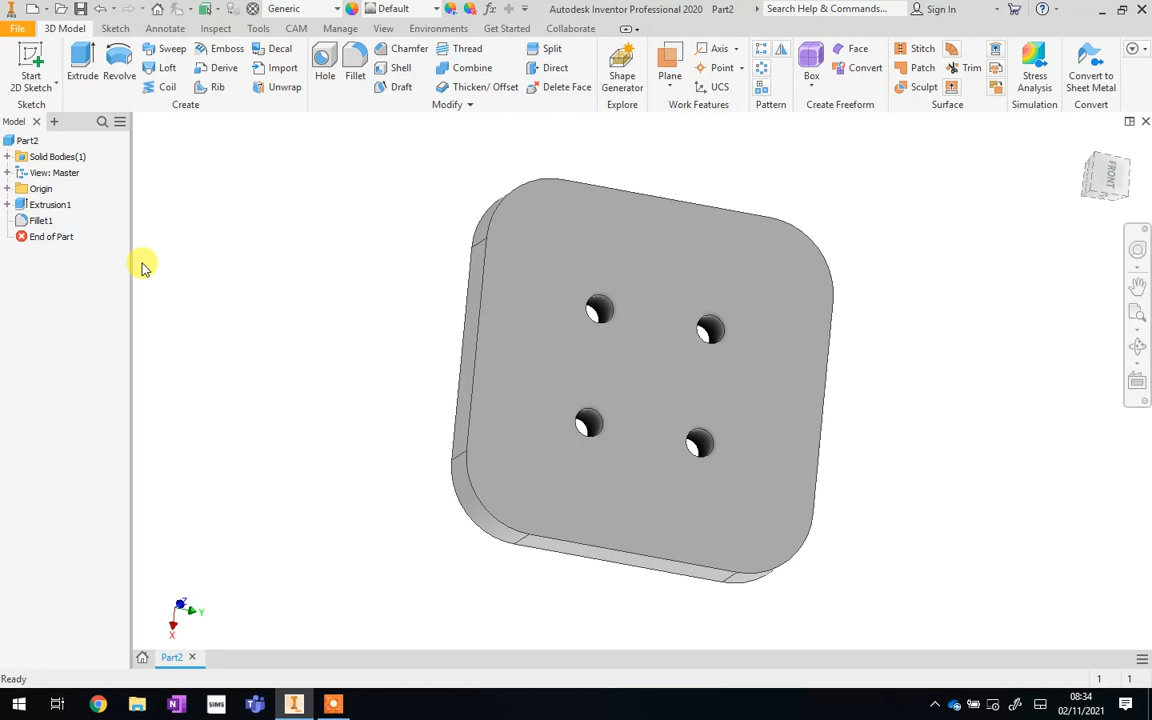 Generic
Default
Autodesk Inventor Professional 2020
Part2
Search Help & Commands...
Sign In
File
3D Model
Sketch
Annotate
Inspect
Tools
CAM
Manage
View
Environments
Get Started
Collaborate
Start
2D Sketch
Sketch
Extrude
Revolve
Sweep
Loft
Coil
Emboss
Derive
Rib
Decal
Import
Unwrap
Create
Hole
Fillet
Chamfer
Shell
Draft
Thread
Combine
Thicken/ Offset
Split
Direct
Delete Face
Modify
Shape
Generator
Explore
Plane
Axis
Point
UCS
Work Features
Pattern
Box
Face
Convert
Create Freeform
Stitch
Patch
Sculpt
Trim
Surface
Stress
Analysis
Simulation
Convert to
Sheet Metal
Convert
Model
Part2
Solid Bodies(1)
View: Master
Origin
Extrusion1
Fillet1
End of Part
FRONT
Z
Y
X
Part2
Ready
1
1
SIMS
08:34
02/11/2021